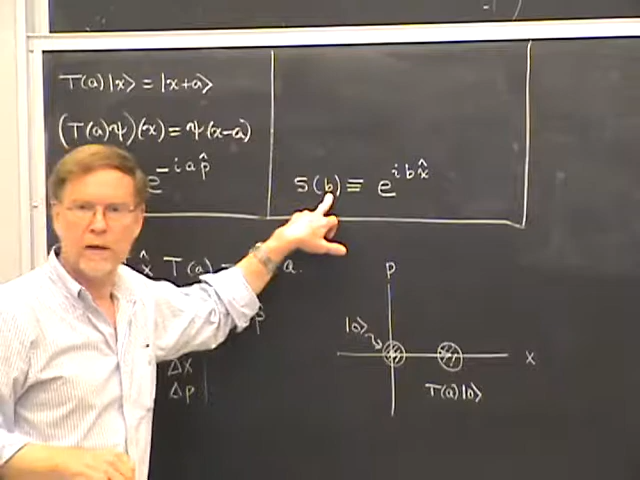 T(a)|x⟩ = |x+a⟩
(T(a)ψ)(x) = ψ(x-a)
e^{-iap̂}
S(b) ≡ e^{ibx̂}
x̂ T(a)
a.
p
|0⟩
x
T(a)|0⟩
Δx
Δp